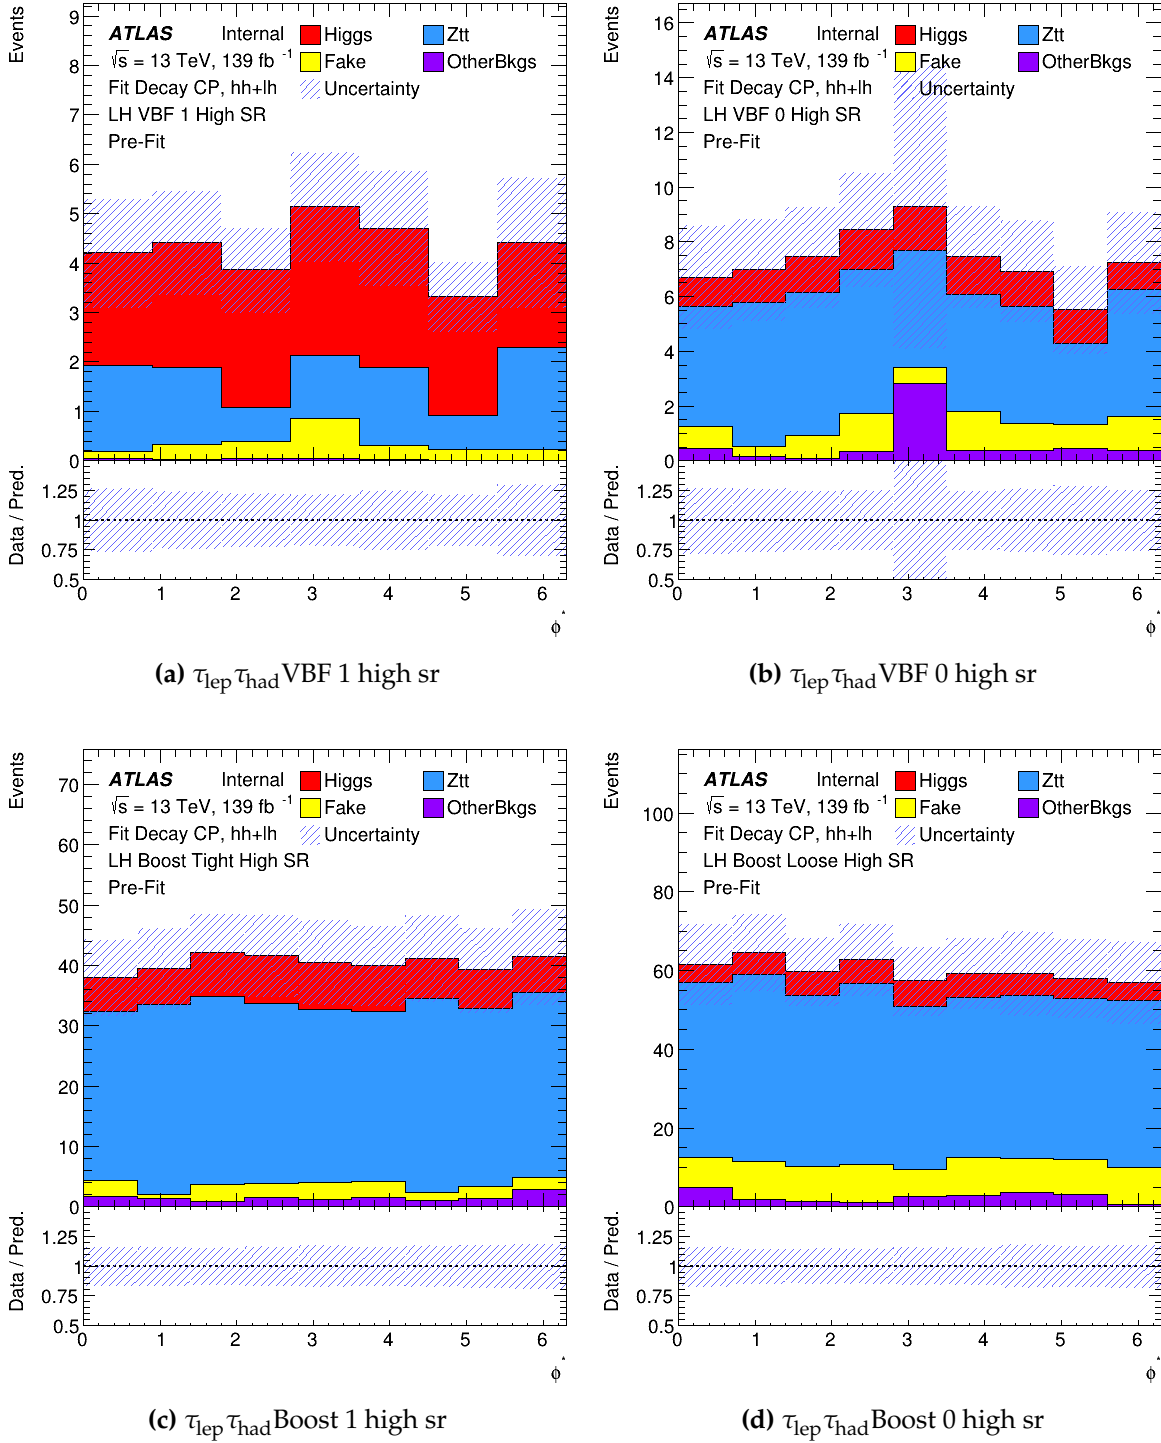 Events
9
8
7
6
5
4
3
2
1
0
ATLAS Internal
√s = 13 TeV, 139 fb -1
Fit Decay CP, hh+lh
LH VBF 1 High SR
Pre-Fit
Higgs Ztt
Fake OtherBkgs
Uncertainty
Data / Pred.
1.25
1
0.75
0.5
0 1 2 3 4 5 6
ϕ*
(a) τlepτhadVBF 1 high sr
Events
16
14
12
10
8
6
4
2
0
ATLAS Internal
√s = 13 TeV, 139 fb -1
Fit Decay CP, hh+lh
LH VBF 0 High SR
Pre-Fit
Higgs Ztt
Fake OtherBkgs
Uncertainty
Data / Pred.
1.25
1
0.75
0.5
0 1 2 3 4 5 6
ϕ*
(b) τlepτhadVBF 0 high sr
Events
70
60
50
40
30
20
10
0
ATLAS Internal
√s = 13 TeV, 139 fb -1
Fit Decay CP, hh+lh
LH Boost Tight High SR
Pre-Fit
Higgs Ztt
Fake OtherBkgs
Uncertainty
Data / Pred.
1.25
1
0.75
0.5
0 1 2 3 4 5 6
ϕ*
(c) τlepτhadBoost 1 high sr
Events
100
80
60
40
20
0
ATLAS Internal
√s = 13 TeV, 139 fb -1
Fit Decay CP, hh+lh
LH Boost Loose High SR
Pre-Fit
Higgs Ztt
Fake OtherBkgs
Uncertainty
Data / Pred.
1.25
1
0.75
0.5
0 1 2 3 4 5 6
ϕ*
(d) τlepτhadBoost 0 high sr